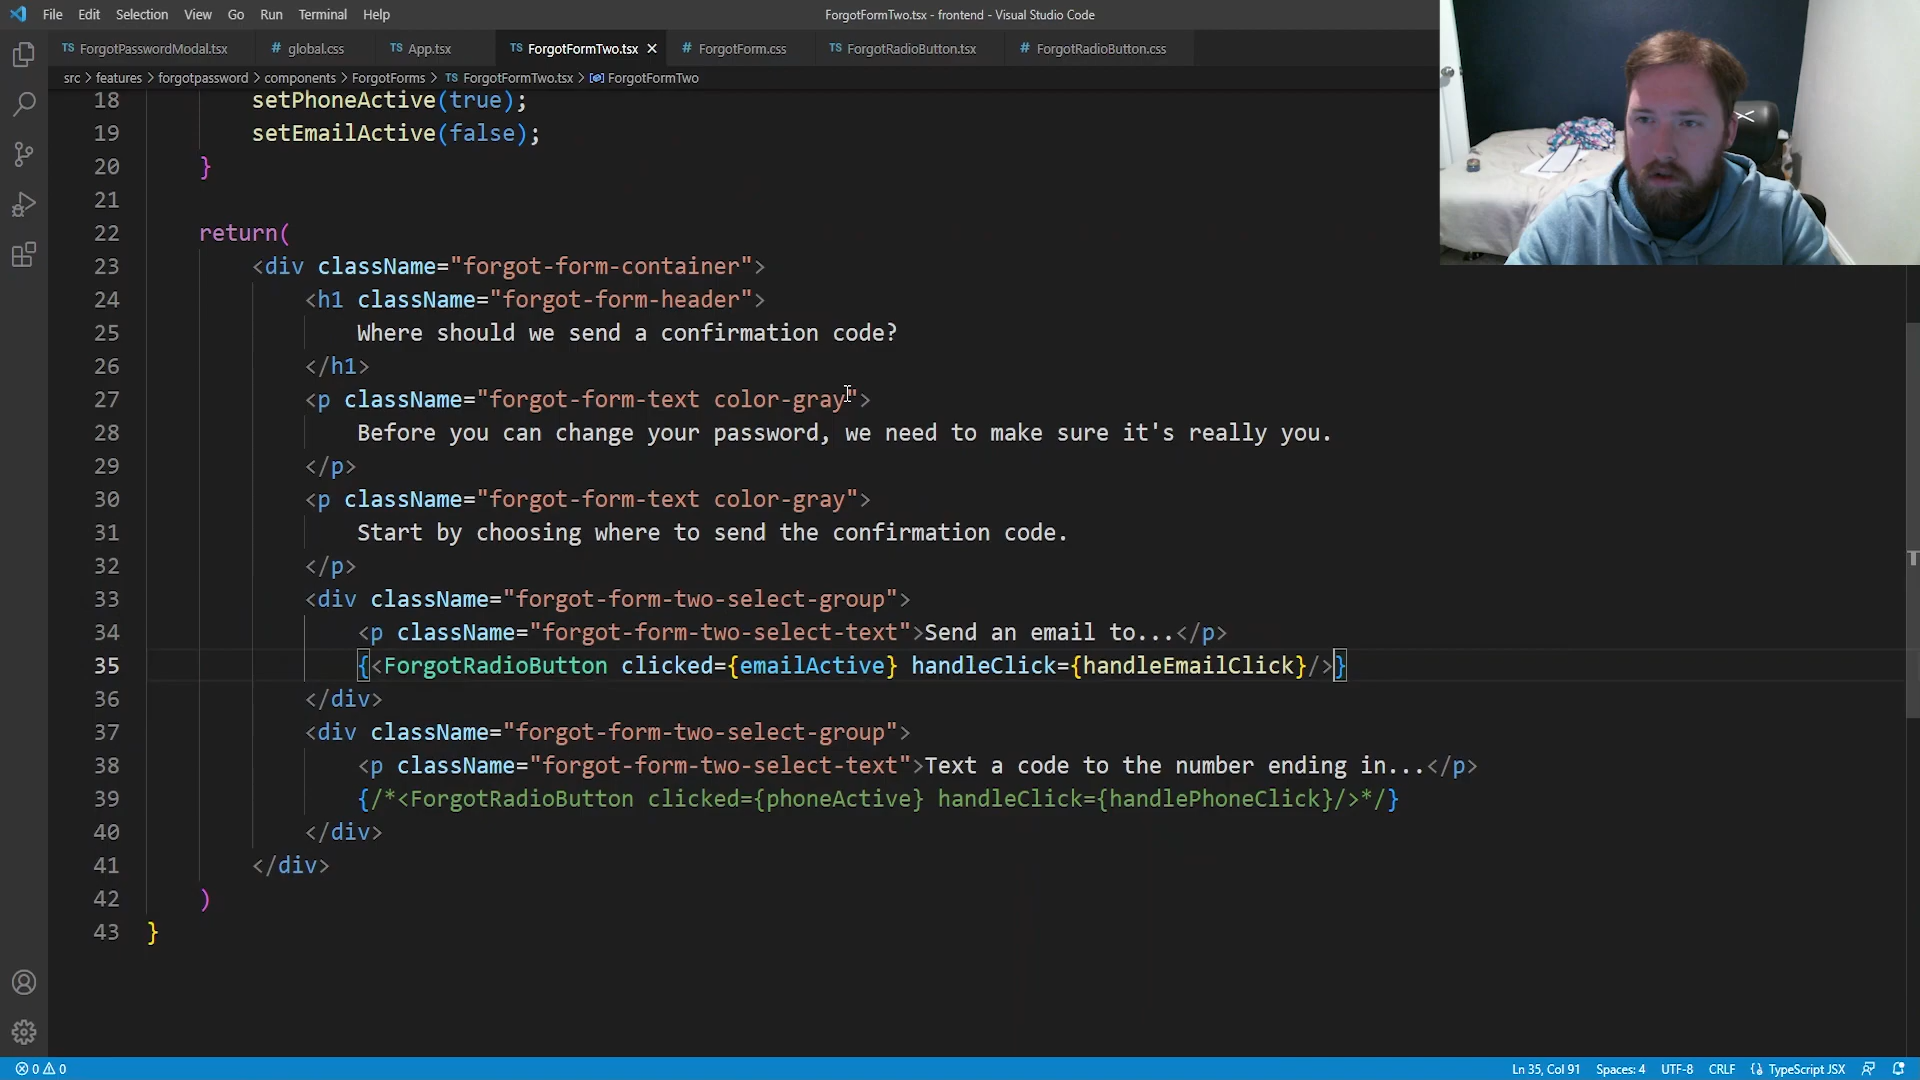 File Edit Selection View Go Run Terminal Help
ForgotFormTwo.tsx - frontend - Visual Studio Code
TS ForgotPasswordModal.tsx # global.css TS App.tsx TS ForgotFormTwo.tsx # ForgotForm.css TS ForgotRadioButton.tsx # ForgotRadioButton.css
src > features > forgotpassword > components > ForgotForms > TS ForgotFormTwo.tsx > ForgotFormTwo
18 setPhoneActive(true);
19 setEmailActive(false);
20 }
21
22 return(
23 <div className="forgot-form-container">
24 <h1 className="forgot-form-header">
25 Where should we send a confirmation code?
26 </h1>
27 <p className="forgot-form-text color-gray">
28 Before you can change your password, we need to make sure it's really you.
29 </p>
30 <p className="forgot-form-text color-gray">
31 Start by choosing where to send the confirmation code.
32 </p>
33 <div className="forgot-form-two-select-group">
34 <p className="forgot-form-two-select-text">Send an email to...</p>
35 {<ForgotRadioButton clicked={emailActive} handleClick={handleEmailClick}/>}
36 </div>
37 <div className="forgot-form-two-select-group">
38 <p className="forgot-form-two-select-text">Text a code to the number ending in...</p>
39 {/*<ForgotRadioButton clicked={phoneActive} handleClick={handlePhoneClick}/>*/}
40 </div>
41 </div>
42 )
43 }
0 0 Ln 35, Col 91 Spaces: 4 UTF-8 CRLF {} TypeScript JSX